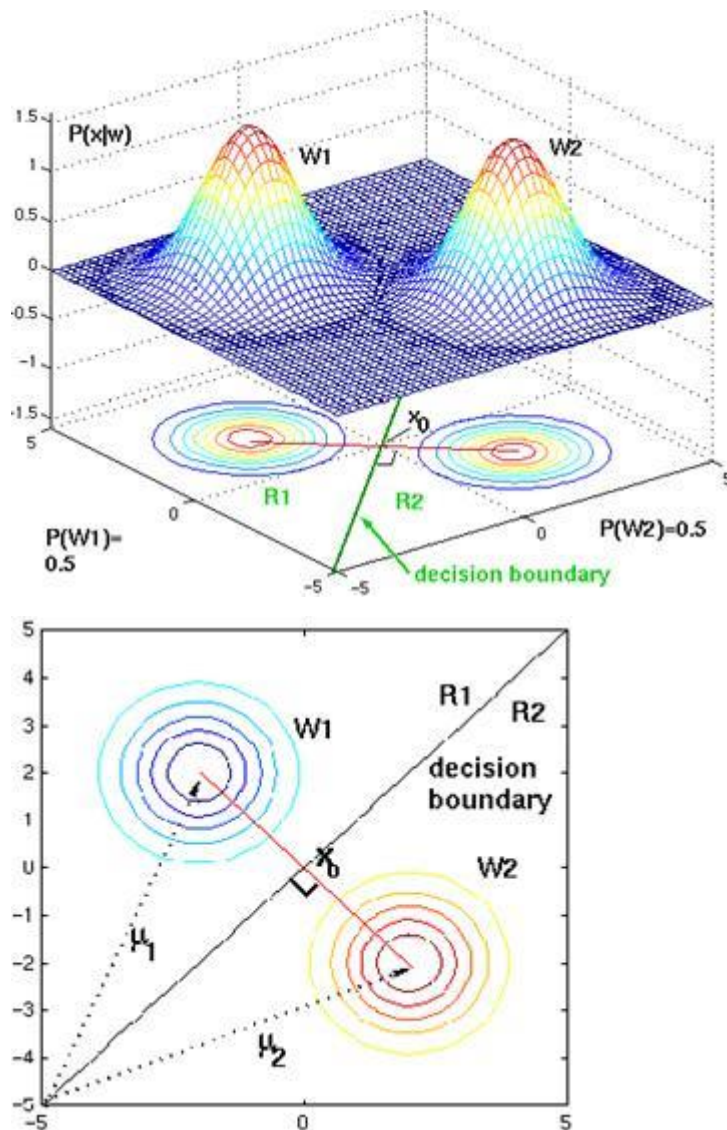 1.5
P(x|w)
1
0.5
0
-0.5
-1
-1.5
W1
W2
5
0
-5
-5
0
5
x0
R1
R2
P(W1)=
0.5
P(W2)=0.5
decision boundary
5
4
3
2
1
0
-1
-2
-3
-4
-5
W1
R1
R2
decision
boundary
x0
W2
μ1
μ2
-5
0
5